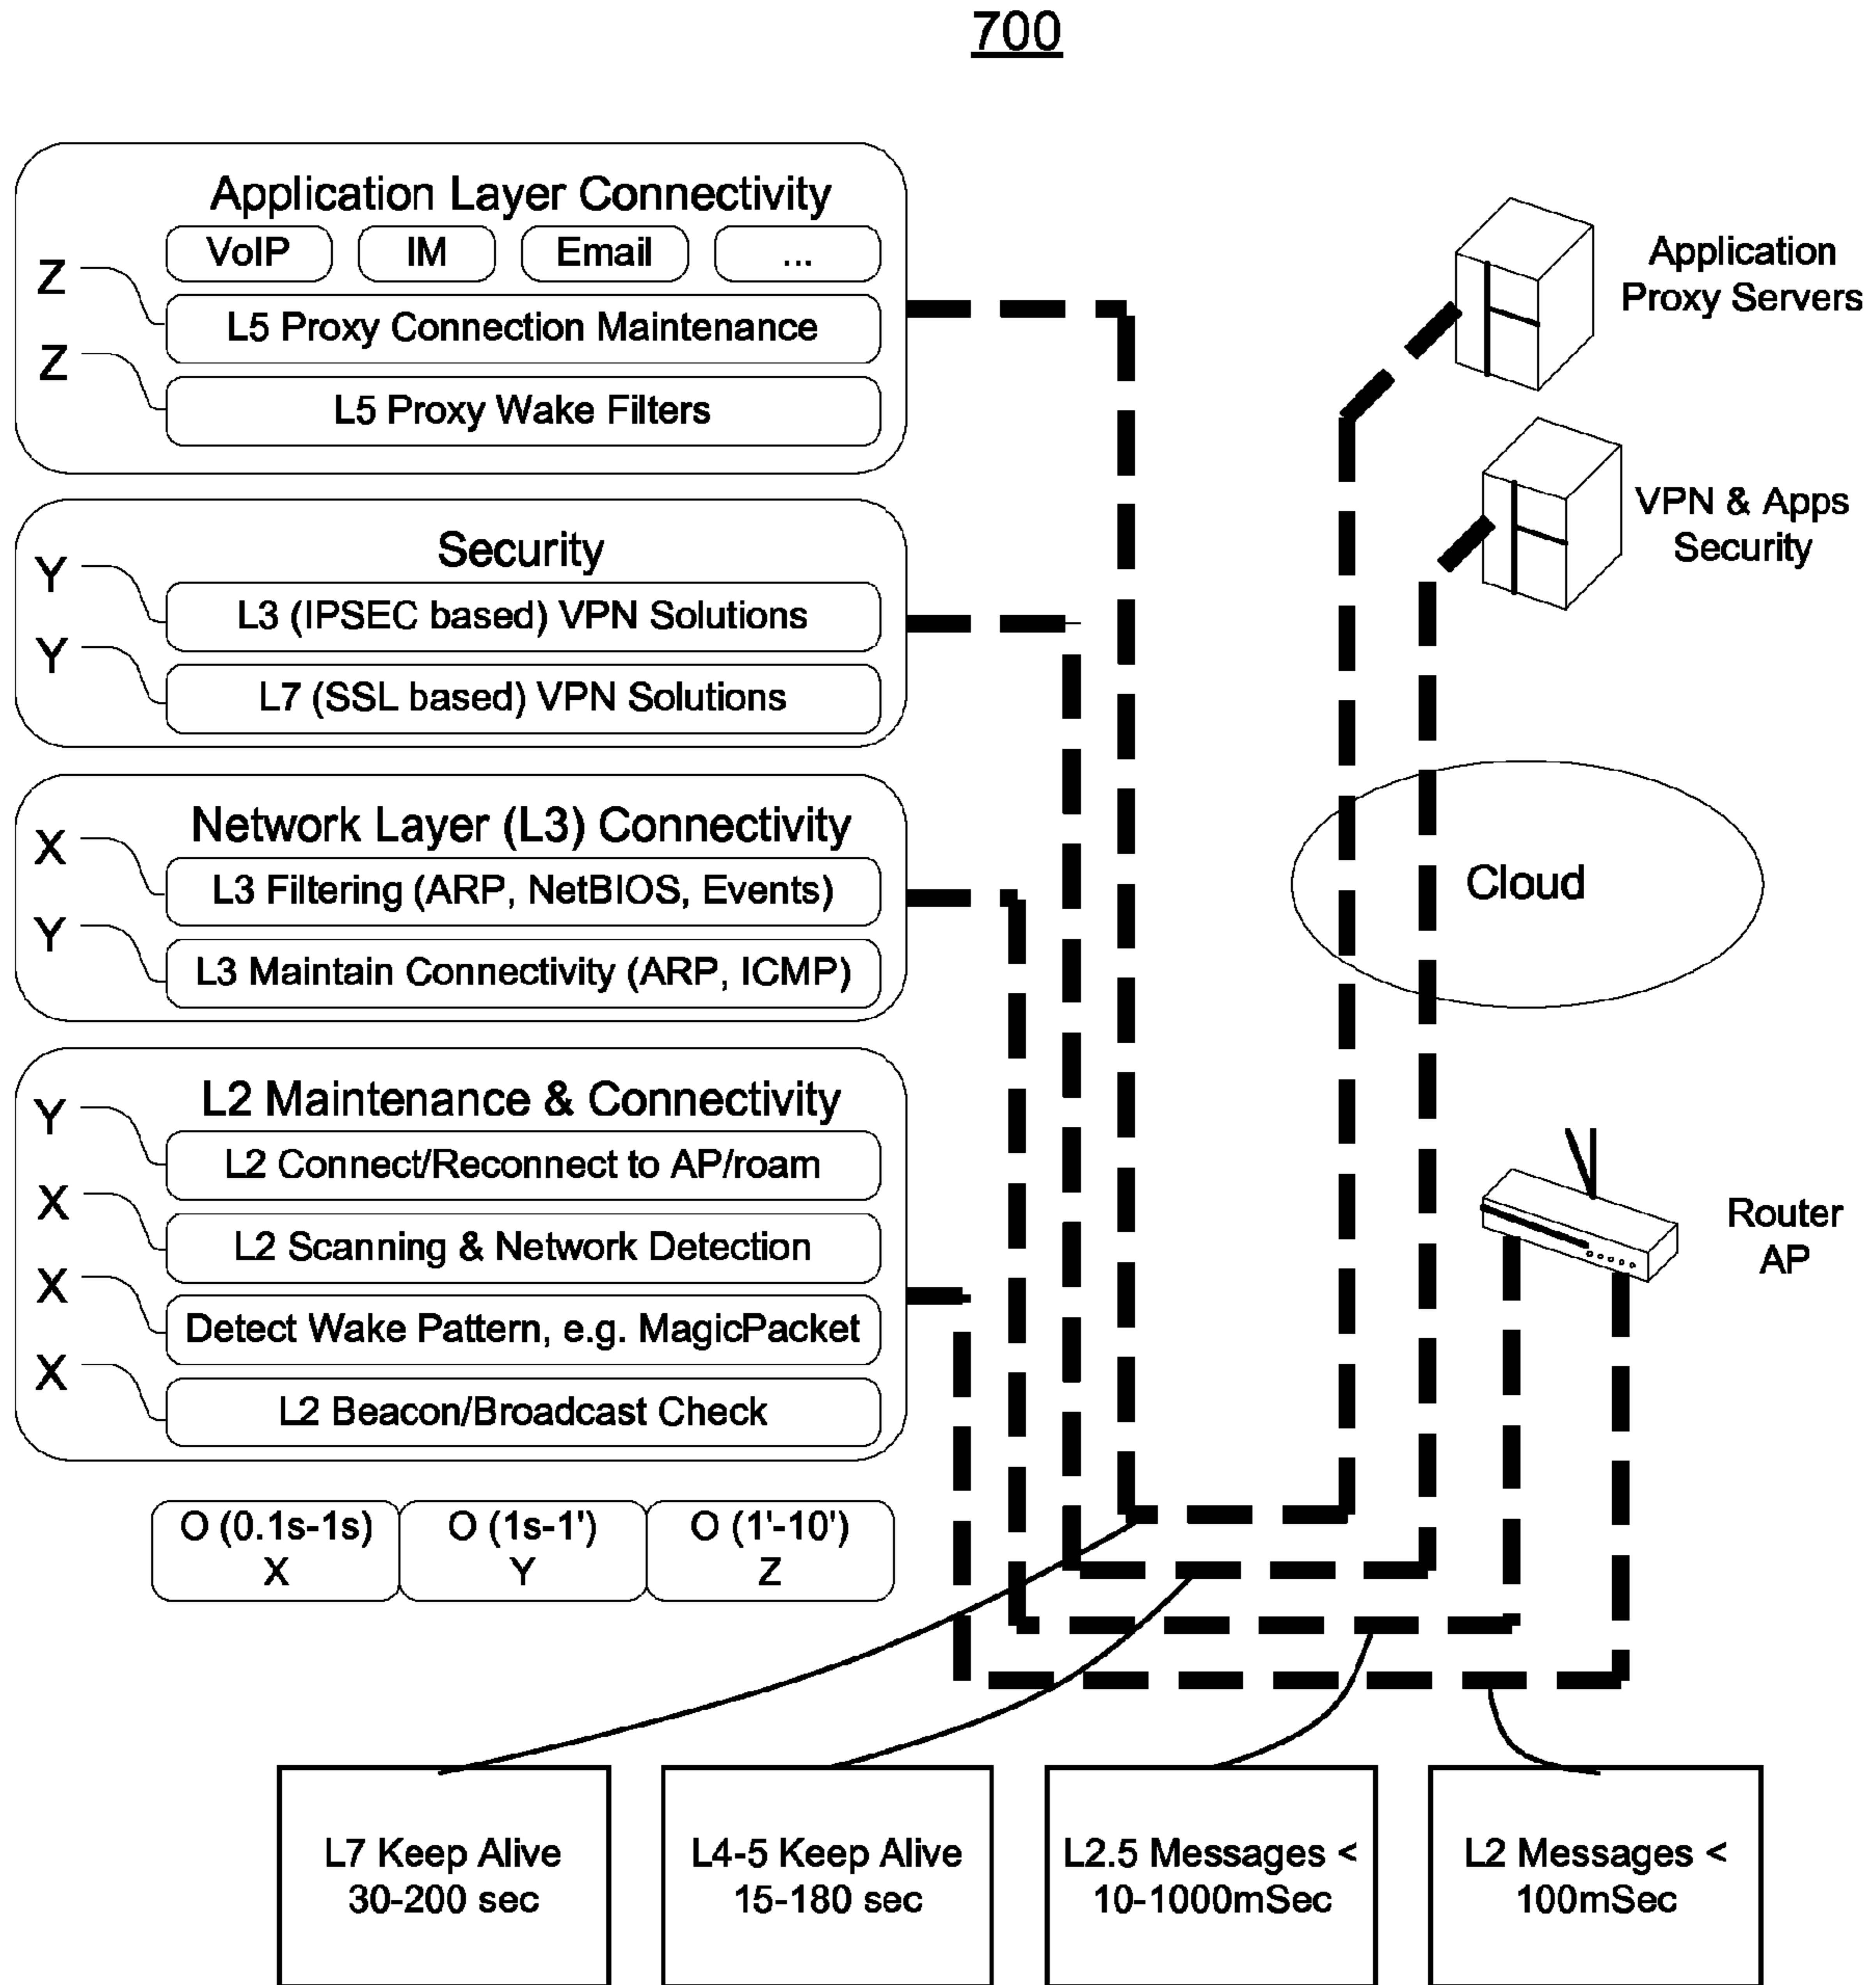 700
Application Layer Connectivity
VoIP
IM
Email
...
Z
L5 Proxy Connection Maintenance
Z
L5 Proxy Wake Filters
Security
Y
L3 (IPSEC based) VPN Solutions
Y
L7 (SSL based) VPN Solutions
Network Layer (L3) Connectivity
X
L3 Filtering (ARP, NetBIOS, Events)
Y
L3 Maintain Connectivity (ARP, ICMP)
L2 Maintenance & Connectivity
Y
L2 Connect/Reconnect to AP/roam
X
L2 Scanning & Network Detection
X
Detect Wake Pattern, e.g. MagicPacket
X
L2 Beacon/Broadcast Check
O (0.1s-1s)
X
O (1s-1')
Y
O (1'-10')
Z
Application
Proxy Servers
VPN & Apps
Security
Cloud
Router
AP
L7 Keep Alive
30-200 sec
L4-5 Keep Alive
15-180 sec
L2.5 Messages <
10-1000mSec
L2 Messages <
100mSec